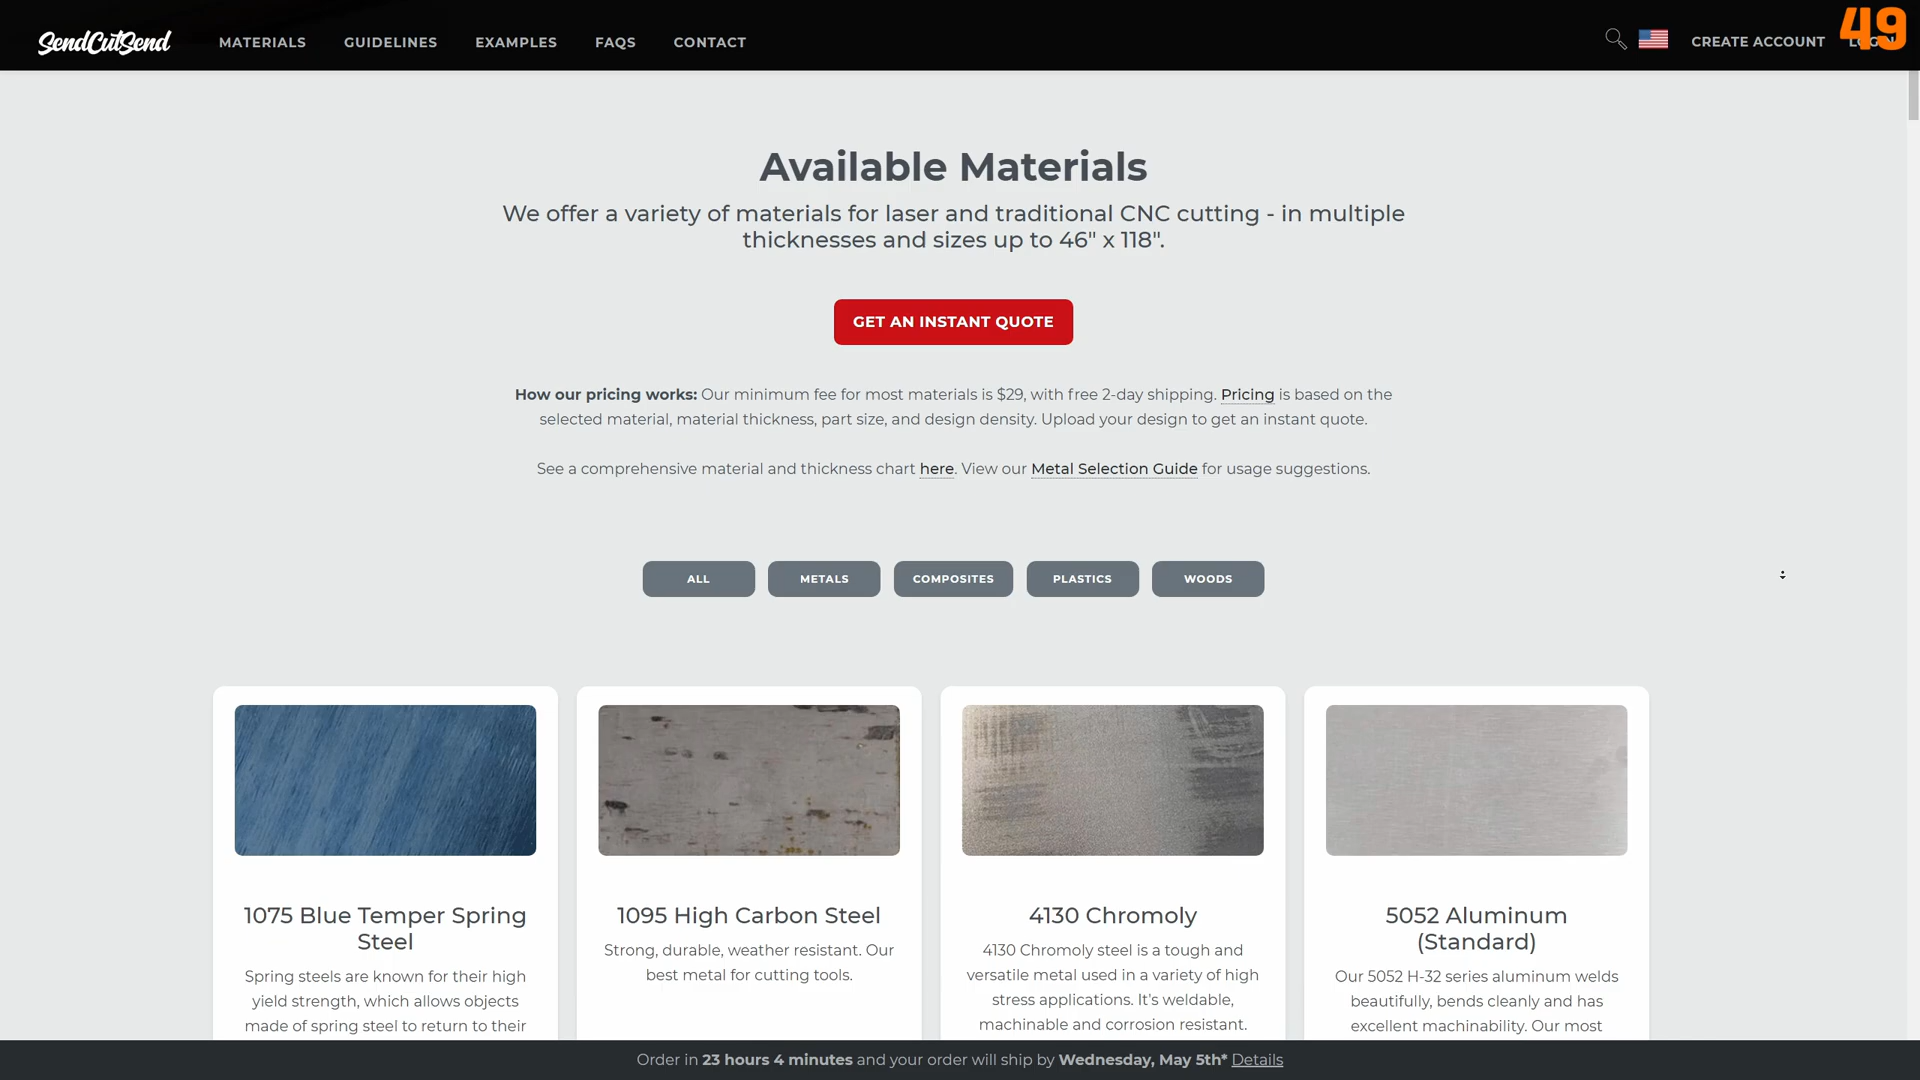 SendCutSend
MATERIALS
GUIDELINES
EXAMPLES
FAQS
CONTACT
CREATE ACCOUNT
49
Available Materials
We offer a variety of materials for laser and traditional CNC cutting - in multiple
thicknesses and sizes up to 46" x 118".
GET AN INSTANT QUOTE
How our pricing works: Our minimum fee for most materials is $29, with free 2-day shipping. Pricing is based on the
selected material, material thickness, part size, and design density. Upload your design to get an instant quote.
See a comprehensive material and thickness chart here. View our Metal Selection Guide for usage suggestions.
ALL
METALS
COMPOSITES
PLASTICS
WOODS
1075 Blue Temper Spring
Steel
Spring steels are known for their high
yield strength, which allows objects
made of spring steel to return to their
1095 High Carbon Steel
Strong, durable, weather resistant. Our
best metal for cutting tools.
4130 Chromoly
4130 Chromoly steel is a tough and
versatile metal used in a variety of high
stress applications. It's weldable,
machinable and corrosion resistant.
5052 Aluminum
(Standard)
Our 5052 H-32 series aluminum welds
beautifully, bends cleanly and has
excellent machinability. Our most
Order in 23 hours 4 minutes and your order will ship by Wednesday, May 5th* Details